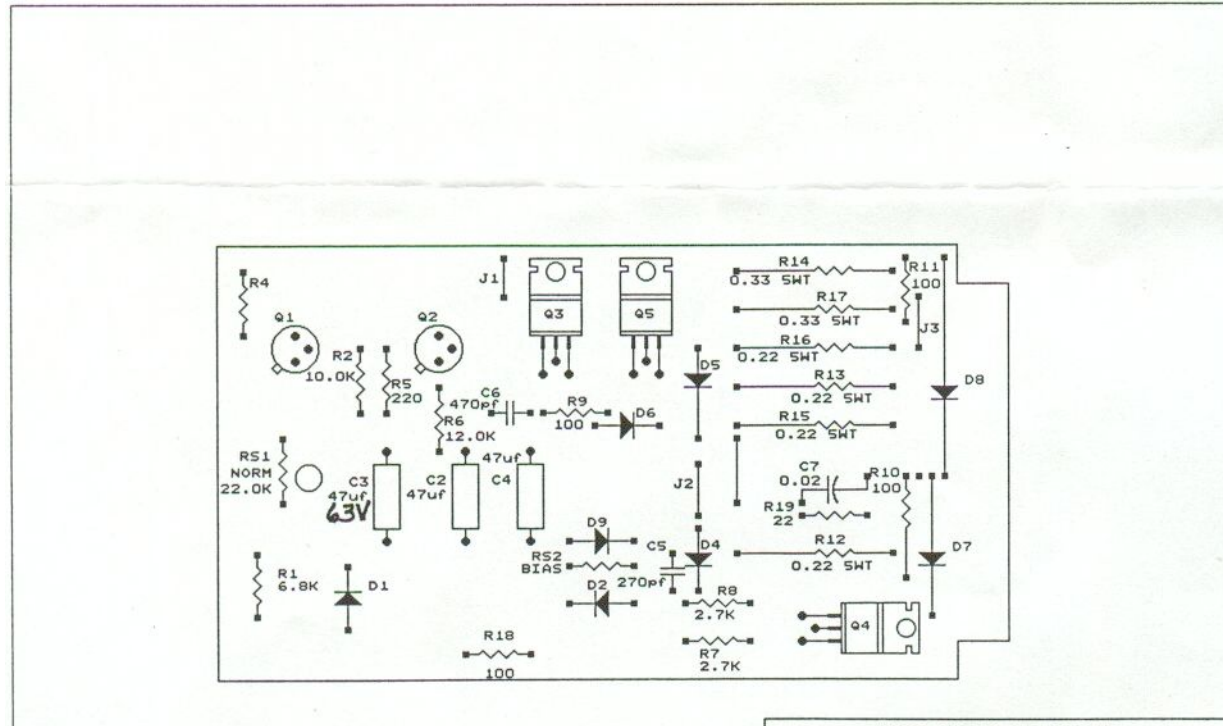 R4
Q1
Q2
J1
Q3
Q5
R14
0.33 5WT
R11
100
R17
0.33 5WT
J3
R16
0.22 5WT
R2
10.0K
R5
220
D5
R13
0.22 5WT
D8
C6
470pf
R9
100
D6
R6
12.0K
R15
0.22 5WT
RS1
NORM
22.0K
C3
47uf
63V
C2
47uf
47uf
C4
J2
C7
0.02
R10
100
R19
22
D9
RS2
BIAS
D2
C5
270pf
D4
R12
0.22 5WT
D7
R1
6.8K
D1
R8
2.7K
Q4
R18
100
R7
2.7K